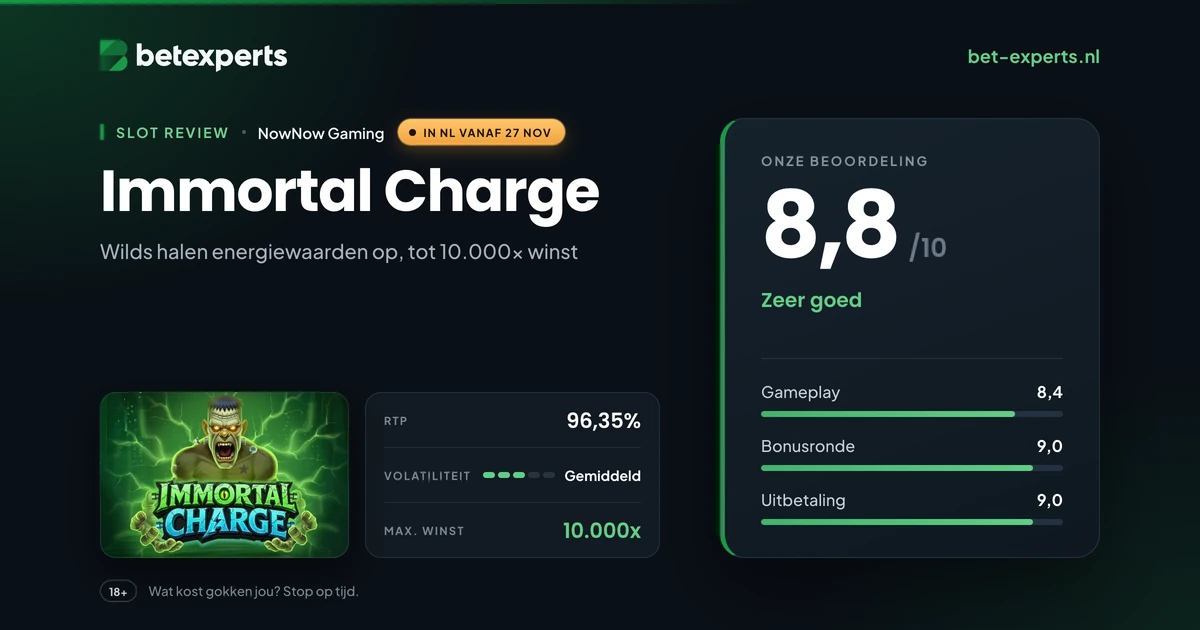 betexperts
bet-experts.nl
SLOT REVIEW • NowNow Gaming
IN NL VANAF 27 NOV
Immortal Charge
Wilds halen energiewaarden op, tot 10.000× winst
IMMORTAL
CHARGE
RTP 96,35%
VOLATILITEIT Gemiddeld
MAX. WINST 10.000x
ONZE BEOORDELING
8,8 /10
Zeer goed
Gameplay 8,4
Bonusronde 9,0
Uitbetaling 9,0
18+ Wat kost gokken jou? Stop op tijd.